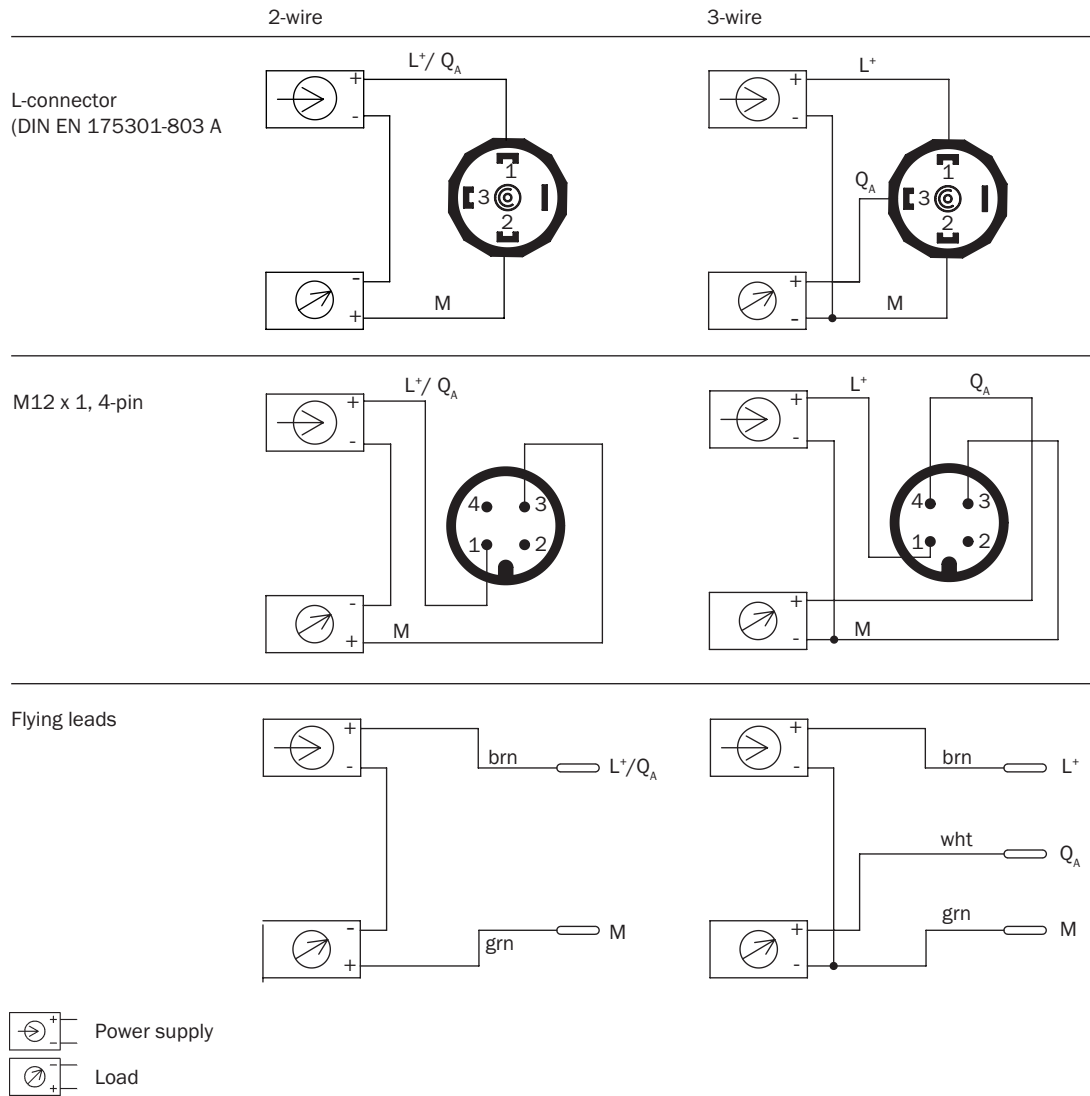 2-wire 3-wire
L-connector
(DIN EN 175301-803 A
L⁺/ Q_A
+
-
1
3
2
-
+
M
L⁺
+
-
Q_A
1
3
2
+
-
M
M12 x 1, 4-pin
L⁺/ Q_A
+
-
4 3
1 2
-
+
M
L⁺ Q_A
+
-
4 3
1 2
+
-
M
Flying leads
+
-
brn L⁺/Q_A
-
+
grn M
+
-
brn L⁺
wht Q_A
+
-
grn M
+
-
Power supply
-
+
Load